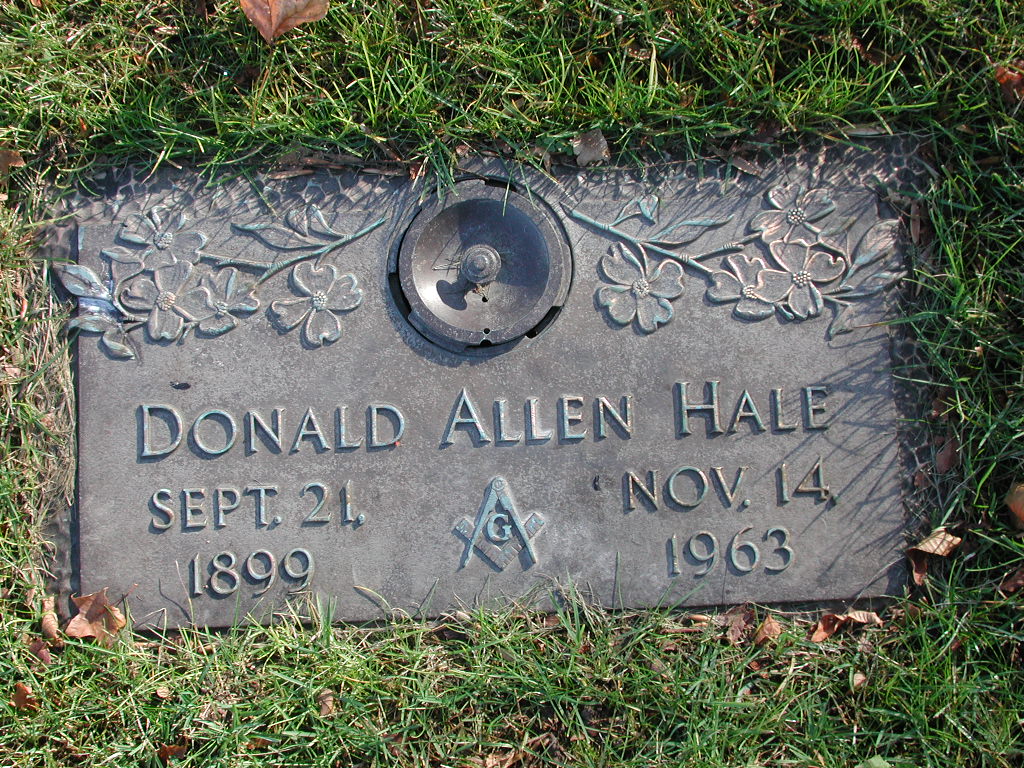 DONALD ALLEN HALE
SEPT. 21, NOV. 14,
1899 G 1963